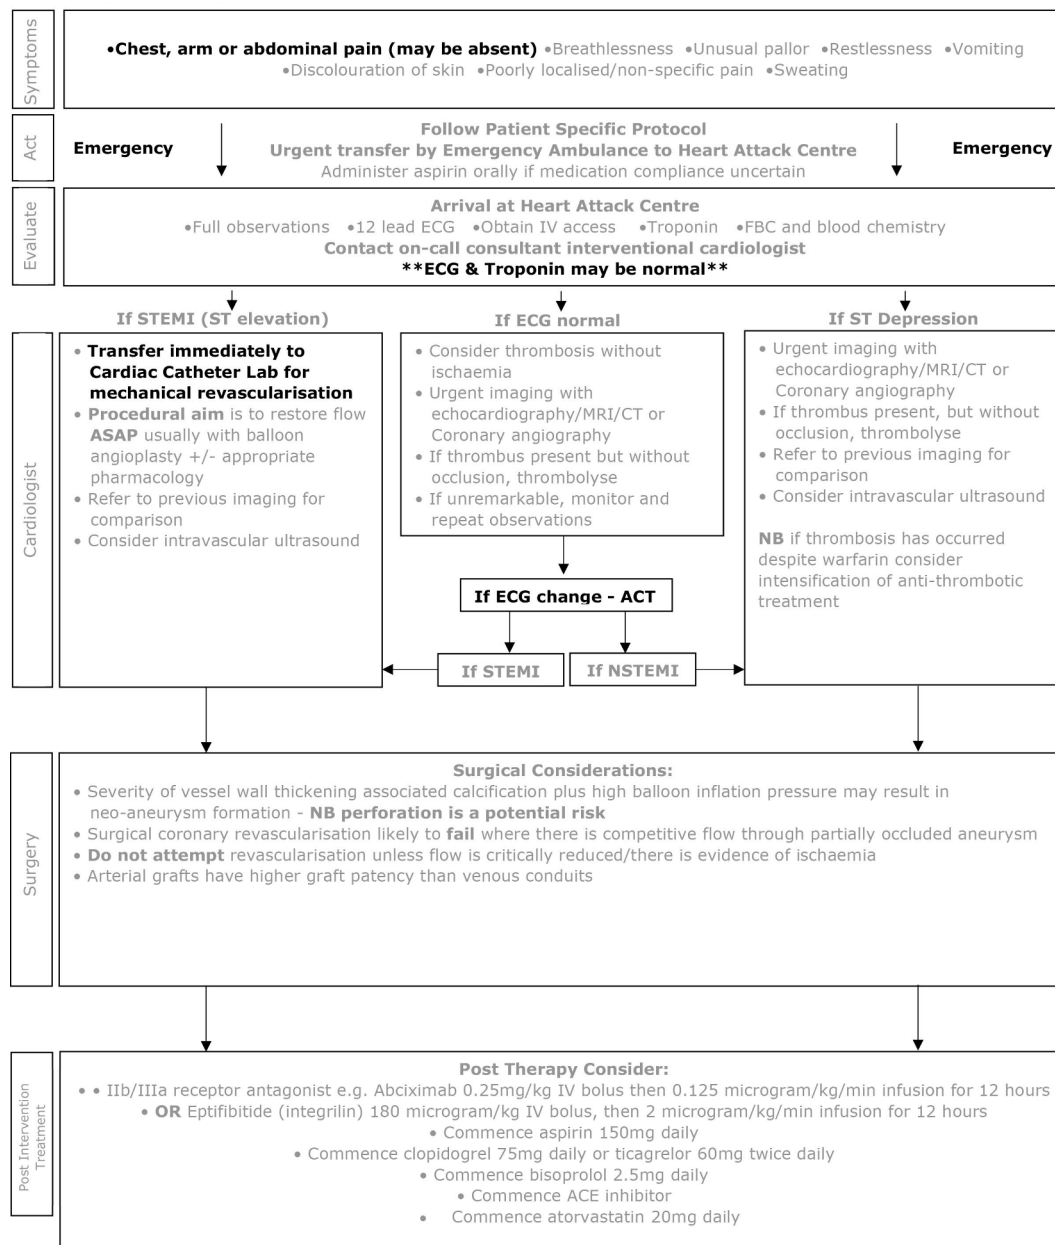 Symptoms
•Chest, arm or abdominal pain (may be absent) •Breathlessness •Unusual pallor •Restlessness •Vomiting
•Discolouration of skin •Poorly localised/non-specific pain •Sweating
Act
Emergency
Follow Patient Specific Protocol
Urgent transfer by Emergency Ambulance to Heart Attack Centre
Administer aspirin orally if medication compliance uncertain
Emergency
Evaluate
Arrival at Heart Attack Centre
•Full observations •12 lead ECG •Obtain IV access •Troponin •FBC and blood chemistry
Contact on-call consultant interventional cardiologist
**ECG & Troponin may be normal**
Cardiologist
If STEMI (ST elevation)
• Transfer immediately to
Cardiac Catheter Lab for
mechanical revascularisation
• Procedural aim is to restore flow
ASAP usually with balloon
angioplasty +/- appropriate
pharmacology
• Refer to previous imaging for
comparison
• Consider intravascular ultrasound
If ECG normal
• Consider thrombosis without
ischaemia
• Urgent imaging with
echocardiography/MRI/CT or
Coronary angiography
• If thrombus present but without
occlusion, thrombolyse
• If unremarkable, monitor and
repeat observations
If ECG change - ACT
If STEMI
If NSTEMI
If ST Depression
• Urgent imaging with
echocardiography/MRI/CT or
Coronary angiography
• If thrombus present, but without
occlusion, thrombolyse
• Refer to previous imaging for
comparison
• Consider intravascular ultrasound
NB if thrombosis has occurred
despite warfarin consider
intensification of anti-thrombotic
treatment
Surgery
Surgical Considerations:
• Severity of vessel wall thickening associated calcification plus high balloon inflation pressure may result in
neo-aneurysm formation - NB perforation is a potential risk
• Surgical coronary revascularisation likely to fail where there is competitive flow through partially occluded aneurysm
• Do not attempt revascularisation unless flow is critically reduced/there is evidence of ischaemia
• Arterial grafts have higher graft patency than venous conduits
Post Intervention
Treatment
Post Therapy Consider:
• • IIb/IIIa receptor antagonist e.g. Abciximab 0.25mg/kg IV bolus then 0.125 microgram/kg/min infusion for 12 hours
• OR Eptifibitide (integrilin) 180 microgram/kg IV bolus, then 2 microgram/kg/min infusion for 12 hours
• Commence aspirin 150mg daily
• Commence clopidogrel 75mg daily or ticagrelor 60mg twice daily
• Commence bisoprolol 2.5mg daily
• Commence ACE inhibitor
• Commence atorvastatin 20mg daily